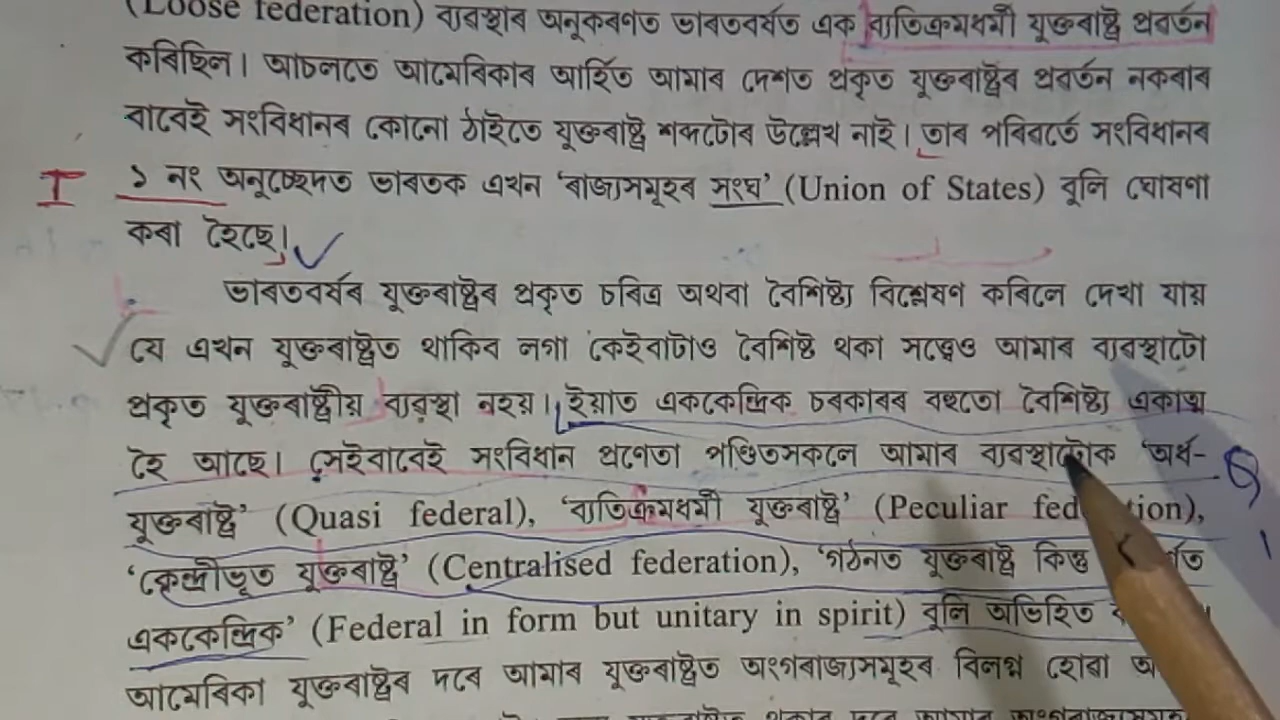 (Loose federation) ব্যৱস্থাৰ অনুকৰণত ভাৰতবৰ্ষত এক ব্যতিক্ৰমধৰ্মী যুক্তৰাষ্ট্ৰ প্ৰৱৰ্তন
কৰিছিল। আচলতে আমেৰিকাৰ আৰ্হিত আমাৰ দেশত প্ৰকৃত যুক্তৰাষ্ট্ৰৰ প্ৰৱৰ্তন নকৰাৰ
বাবেই সংবিধানৰ কোনো ঠাইতে যুক্তৰাষ্ট্ৰ শব্দটোৰ উল্লেখ নাই। তাৰ পৰিৱৰ্তে সংবিধানৰ
১ নং অনুচ্ছেদত ভাৰতক এখন ‘ৰাজ্যসমূহৰ সংঘ’ (Union of States) বুলি ঘোষণা
কৰা হৈছে।
ভাৰতবৰ্ষৰ যুক্তৰাষ্ট্ৰৰ প্ৰকৃত চৰিত্ৰ অথবা বৈশিষ্ট্য বিশ্লেষণ কৰিলে দেখা যায়
যে এখন যুক্তৰাষ্ট্ৰত থাকিব লগা কেইবাটাও বৈশিষ্ট থকা সত্ত্বেও আমাৰ ব্যৱস্থাটো
প্ৰকৃত যুক্তৰাষ্ট্ৰীয় ব্যৱস্থা নহয়। ইয়াত এককেন্দ্ৰিক চৰকাৰৰ বহুতো বৈশিষ্ট্য একাত্ম
হৈ আছে। সেইবাবেই সংবিধান প্ৰণেতা পণ্ডিতসকলে আমাৰ ব্যৱস্থাটোক ‘অৰ্ধ-
যুক্তৰাষ্ট্ৰ’ (Quasi federal), ‘ব্যতিক্ৰমধৰ্মী যুক্তৰাষ্ট্ৰ’ (Peculiar
‘কেন্দ্ৰীভূত যুক্তৰাষ্ট্ৰ’ (Centralised federation), ‘গঠনত যুক্তৰাষ্ট্ৰ কিন্তু
এককেন্দ্ৰিক’ (Federal in form but unitary in spirit) বুলি অভিহিত
আমেৰিকা যুক্তৰাষ্ট্ৰৰ দৰে আমাৰ যুক্তৰাষ্ট্ৰত অংগৰাজ্যসমূহৰ বিলগ্ন হোৱা